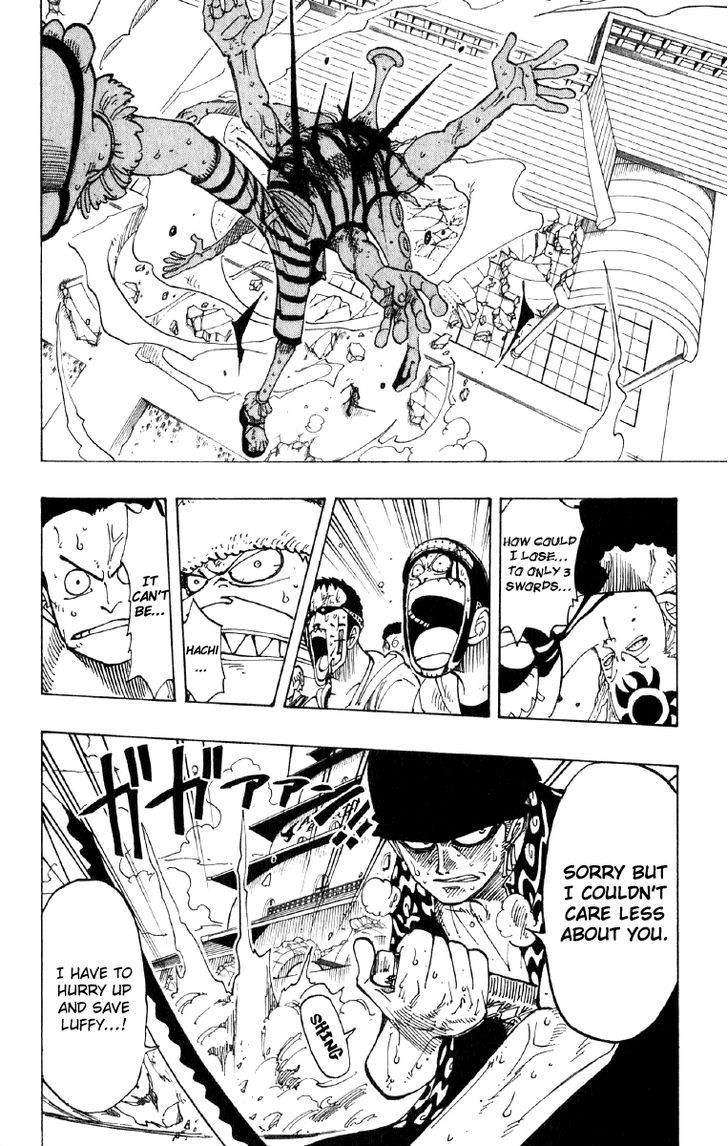 HOW COULD
I LOSE...
TO ONLY 3
SWORDS...
HACHI
...
IT
CAN'T
BE...
ガガァァー!!!
SORRY BUT
I COULDN'T
CARE LESS
ABOUT YOU.
SHING
I HAVE TO
HURRY UP
AND SAVE
LUFFY...!